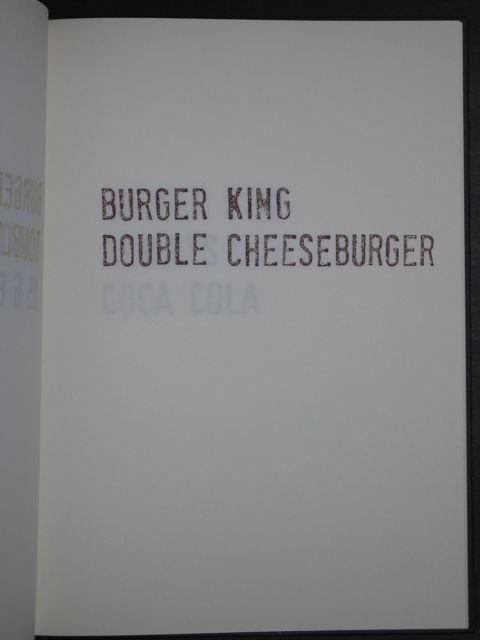 BURGER KING
DOUBLE CHEESEBURGER
COCA COLA